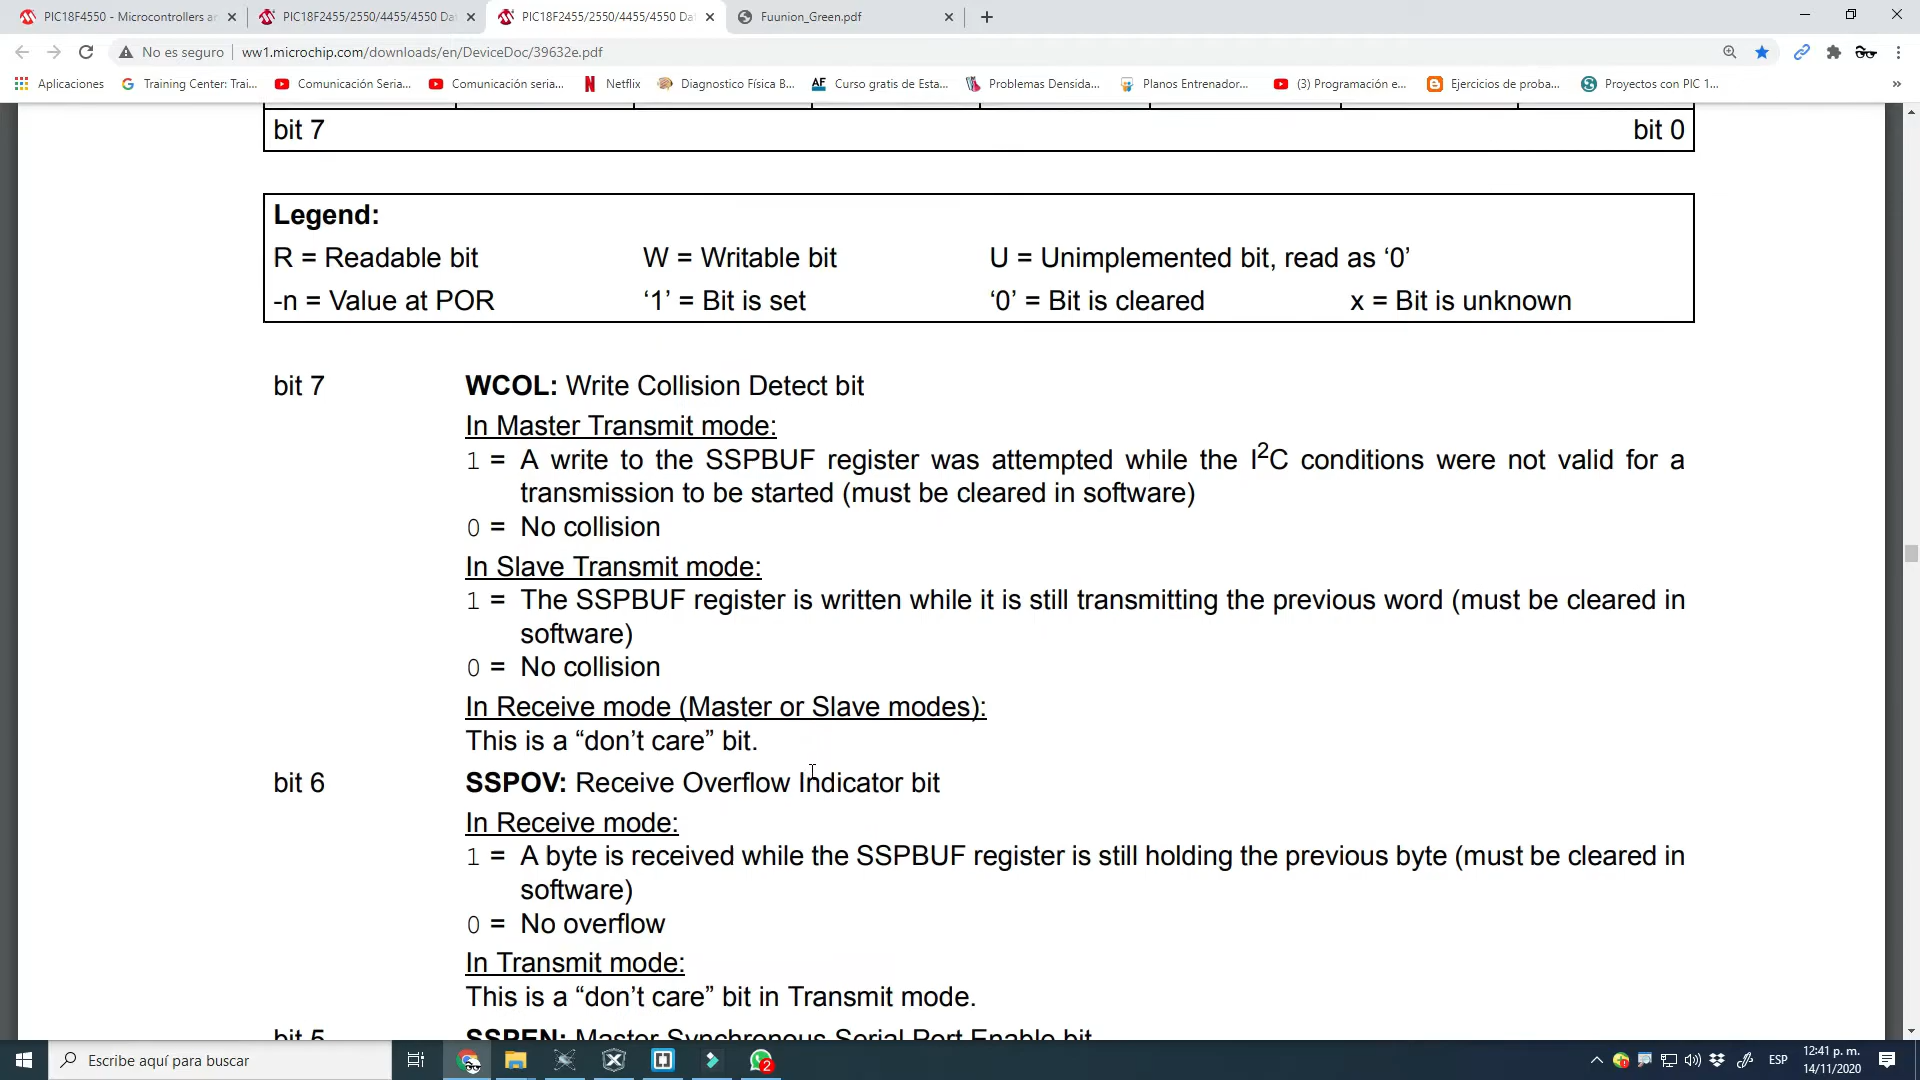 PIC18F4550 - Microcontrollers ar
PIC18F2455/2550/4455/4550 Dat
PIC18F2455/2550/4455/4550 Dat
Fuunion_Green.pdf
No es seguro
ww1.microchip.com/downloads/en/DeviceDoc/39632e.pdf
Aplicaciones
Training Center: Trai...
Comunicación Seria...
Comunicación seria...
Netflix
Diagnostico Física B...
Curso gratis de Esta...
Problemas Densida...
Planos Entrenador...
(3) Programación e...
Ejercicios de proba...
Proyectos con PIC 1...
bit 7
bit 0
Legend:
R = Readable bit W = Writable bit U = Unimplemented bit, read as ‘0’
-n = Value at POR ‘1’ = Bit is set ‘0’ = Bit is cleared x = Bit is unknown
bit 7 WCOL: Write Collision Detect bit
In Master Transmit mode:
1 = A write to the SSPBUF register was attempted while the I²C conditions were not valid for a
transmission to be started (must be cleared in software)
0 = No collision
In Slave Transmit mode:
1 = The SSPBUF register is written while it is still transmitting the previous word (must be cleared in
software)
0 = No collision
In Receive mode (Master or Slave modes):
This is a “don’t care” bit.
bit 6 SSPOV: Receive Overflow Indicator bit
In Receive mode:
1 = A byte is received while the SSPBUF register is still holding the previous byte (must be cleared in
software)
0 = No overflow
In Transmit mode:
This is a “don’t care” bit in Transmit mode.
bit 5 SSPEN: Master Synchronous Serial Port Enable bit
Escribe aquí para buscar
2
ESP
12:41 p. m.
14/11/2020